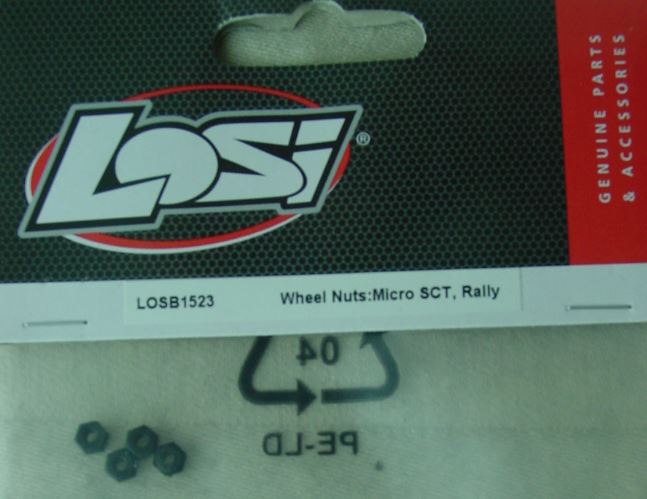 LOSI®
GENUINE PARTS
& ACCESSORIES
LOSB1523 Wheel Nuts:Micro SCT, Rally
04
PE-LD